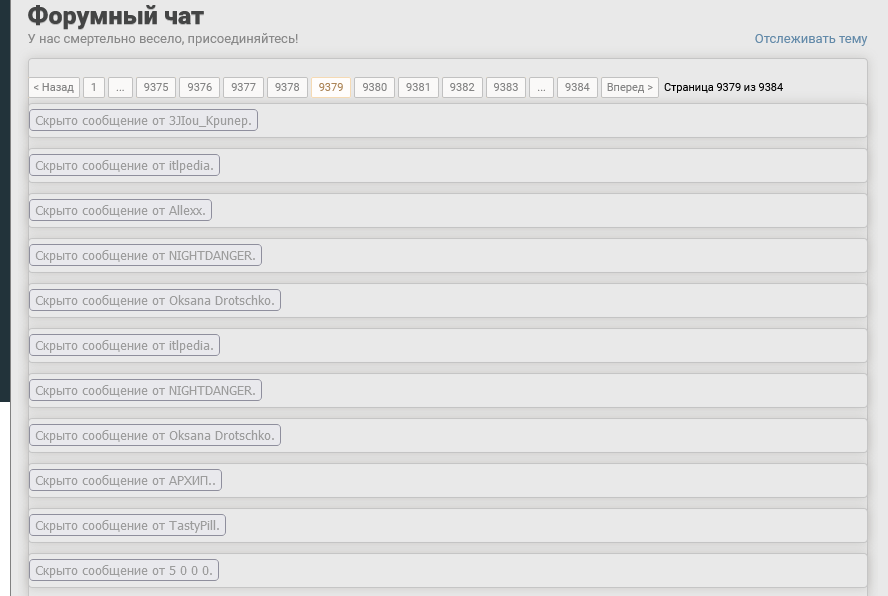 Форумный чат
У нас смертельно весело, присоединяйтесь!
Отслеживать тему
< Назад 1 ... 9375 9376 9377 9378 9379 9380 9381 9382 9383 ... 9384 Вперед > Страница 9379 из 9384
Скрыто сообщение от 3JIou_Kpunep.
Скрыто сообщение от itlpedia.
Скрыто сообщение от Allexx.
Скрыто сообщение от NIGHTDANGER.
Скрыто сообщение от Oksana Drotschko.
Скрыто сообщение от itlpedia.
Скрыто сообщение от NIGHTDANGER.
Скрыто сообщение от Oksana Drotschko.
Скрыто сообщение от АРХИП..
Скрыто сообщение от TastyPill.
Скрыто сообщение от 5 0 0 0.